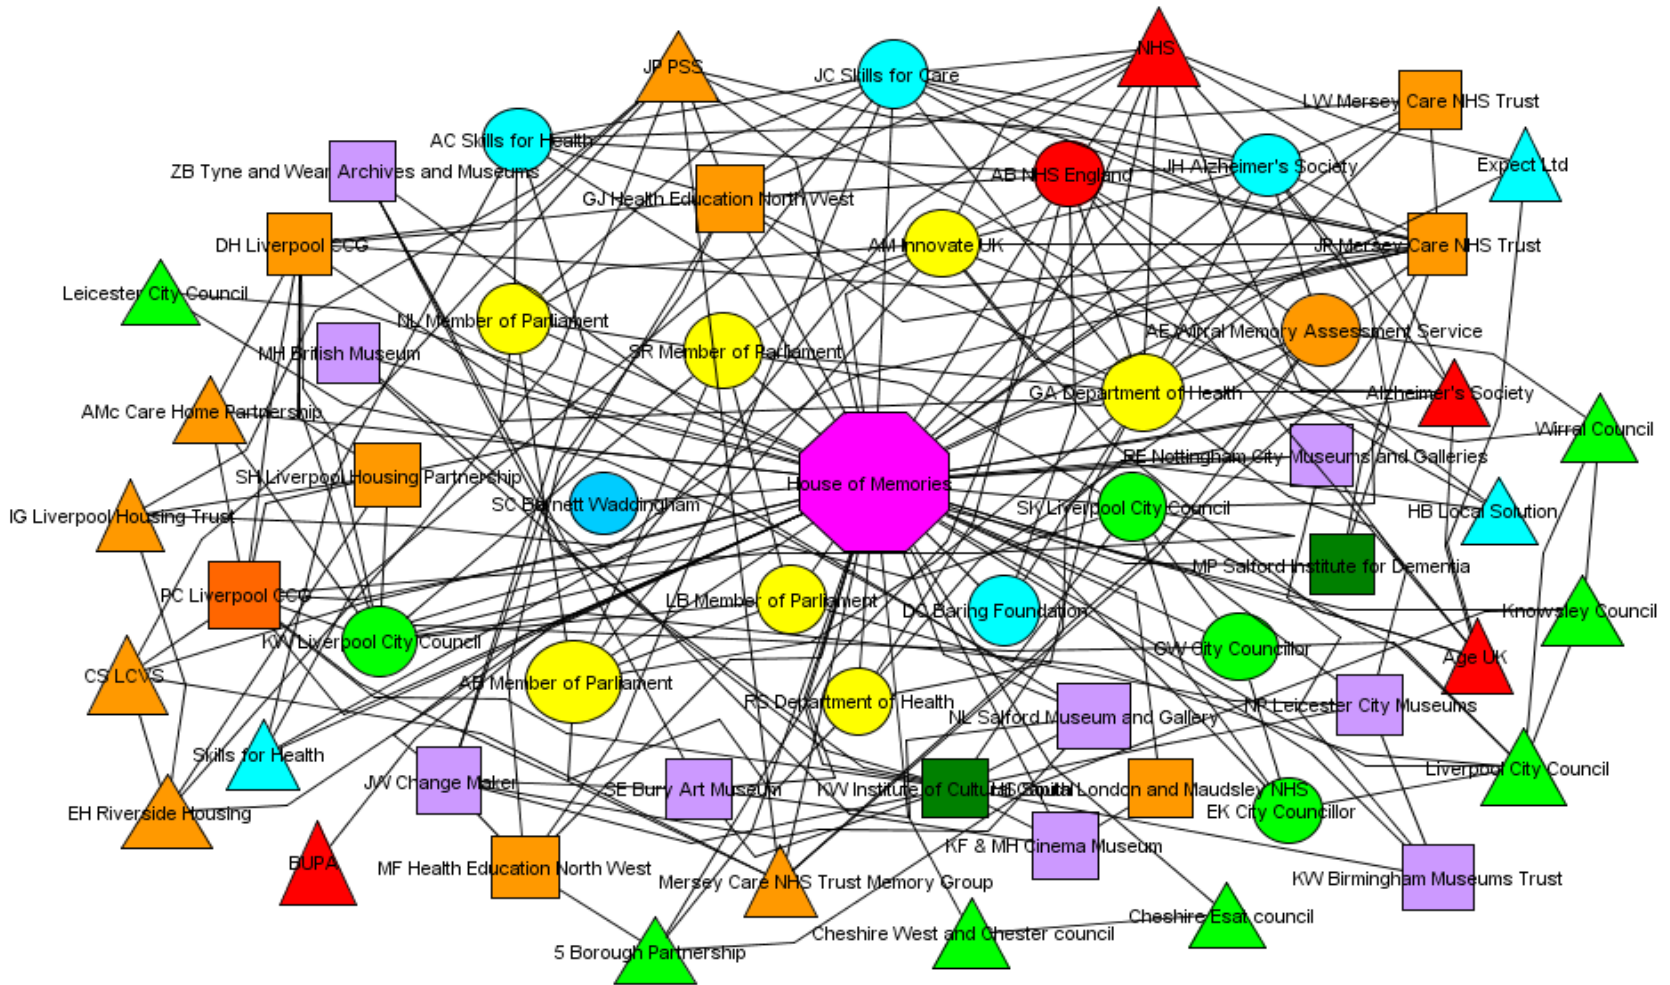 NHS
JP PSS
JC Skills for Care
LW Mersey Care NHS Trust
AC Skills for Health
ZB Tyne and Wear Archives and Museums
AB NHS England
JH Alzheimer's Society
Expect Ltd
GJ Health Education North West
DH Liverpool CCG
AM Innovate UK
JR Mersey Care NHS Trust
Leicester City Council
NL Member of Parliament
MH British Museum
SR Member of Parliament
AE Wirral Memory Assessment Service
AMc Care Home Partnership
GA Department of Health
Alzheimer's Society
Wirral Council
SH Liverpool Housing Partnership
RE Nottingham City Museums and Galleries
House of Memories
IG Liverpool Housing Trust
SC Burnett Waddingham
SK Liverpool City Council
HB Local Solution
MP Salford Institute for Dementia
PC Liverpool CCG
LB Member of Parliament
DC Baring Foundation
Knowsley Council
KW Liverpool City Council
GW City Councillor
Age UK
CS LCVS
AB Member of Parliament
RS Department of Health
NL Salford Museum and Gallery
NP Leicester City Museums
Skills for Health
JW Change Maker
SE Bury Art Museum
KW Institute of Cultural Capital
South London and Maudsley NHS
Liverpool City Council
EH Riverside Housing
EK City Councillor
KF & MH Cinema Museum
BUPA
MF Health Education North West
Mersey Care NHS Trust Memory Group
KW Birmingham Museums Trust
Cheshire Esat council
Cheshire West and Chester council
5 Borough Partnership